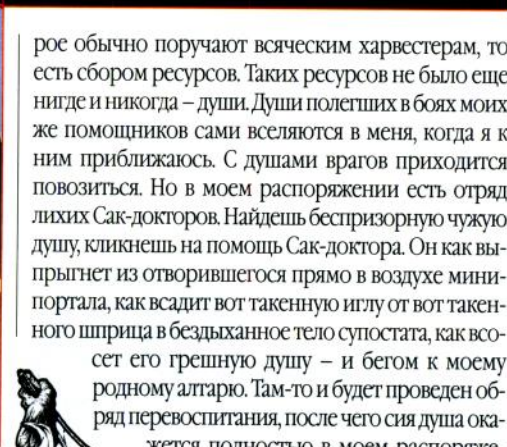 рое обычно поручают всяческим харвестерам, то
есть сбором ресурсов. Таких ресурсов не было еще
нигде и никогда – души. Души полегших в боях моих
же помощников сами вселяются в меня, когда я к
ним приближаюсь. С душами врагов приходится
повозиться. Но в моем распоряжении есть отряд
лихих Сак-докторов. Найдешь беспризорную чужую
душу, кликнешь на помощь Сак-доктора. Он как вы-
прыгнет из отворившегося прямо в воздухе мини-
портала, как всадит вот такенную иглу от вот такен-
ного шприца в бездыханное тело супостата, как всо-
сет его грешную душу – и бегом к моему
родному алтарю. Там-то и будет проведен об-
ряд перевоспитания, после чего сия душа ока-
жется полностью в моем распоряже-